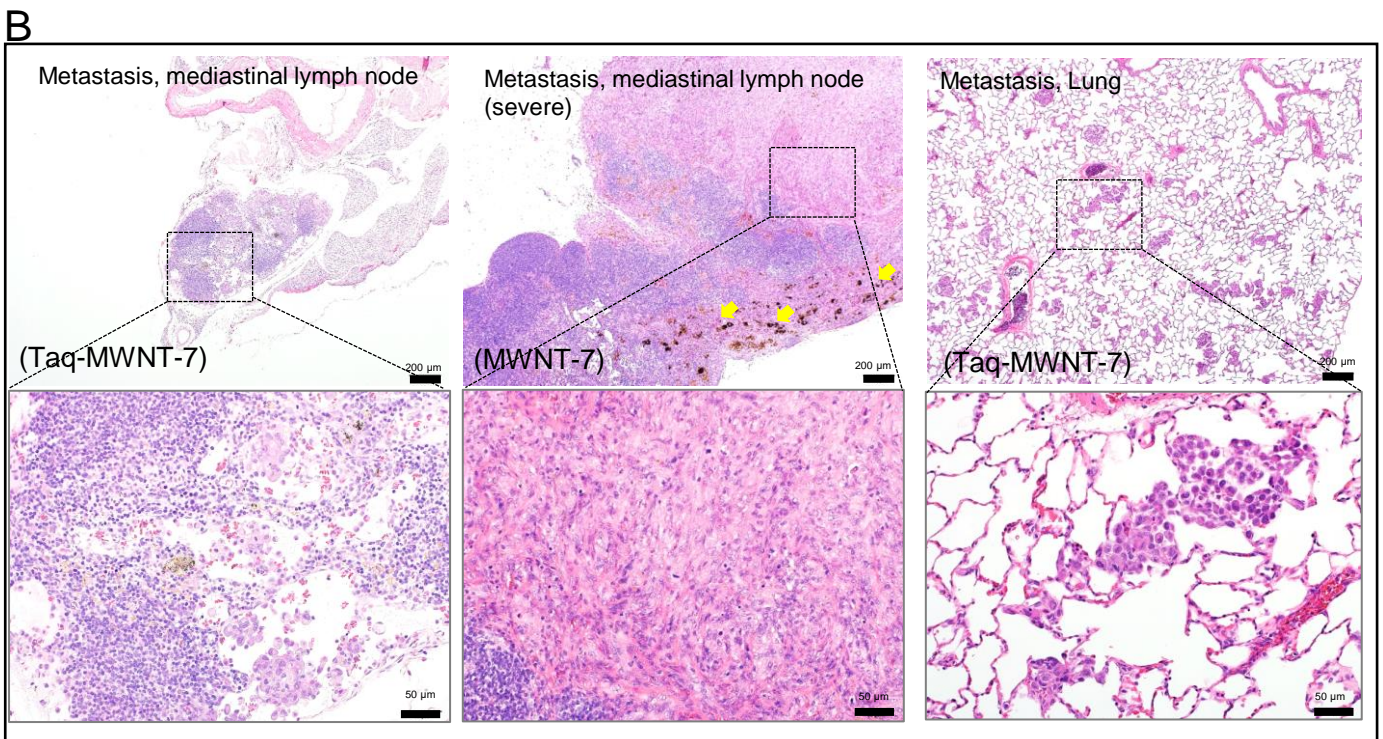 B
Metastasis, mediastinal lymph node
(Taq-MWNT-7)
200 µm
50 µm
Metastasis, mediastinal lymph node
(severe)
(MWNT-7)
200 µm
50 µm
Metastasis, Lung
(Taq-MWNT-7)
200 µm
50 µm